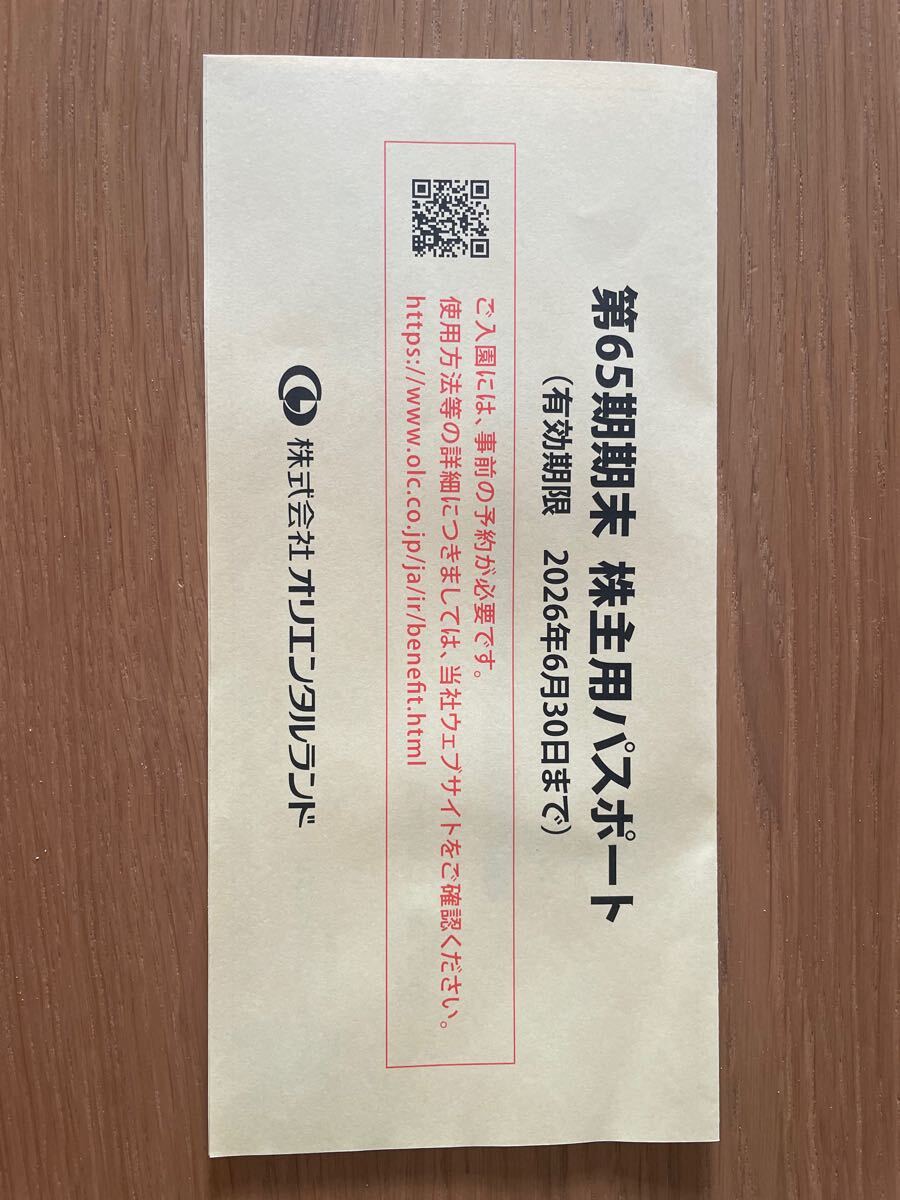 第65期期末 株主用パスポート
（有効期限 2026年6月30日まで）
ご入園には、事前の予約が必要です。
使用方法等の詳細につきましては、当社ウェブサイトをご確認ください。
https://www.olc.co.jp/ja/ir/benefit.html
株式会社オリエンタルランド